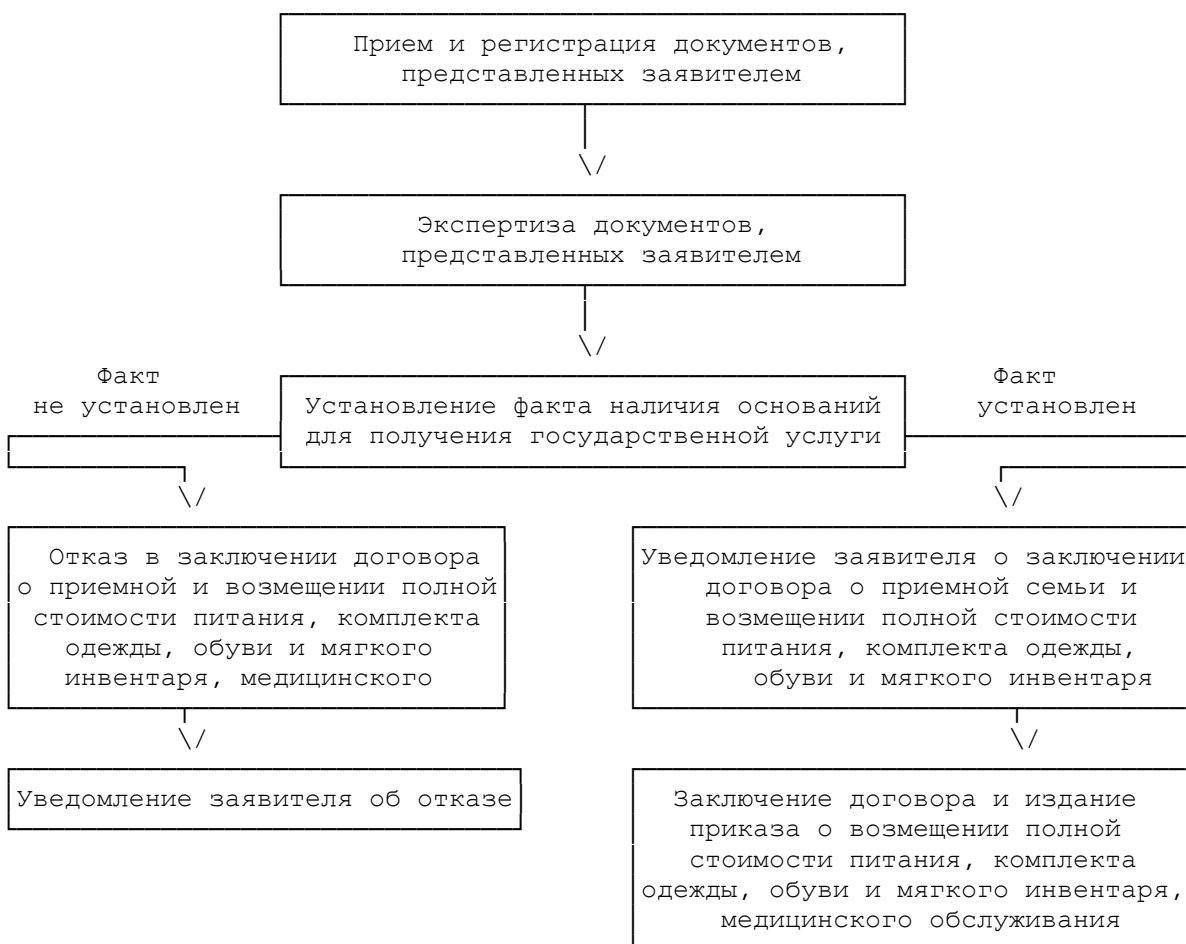 Прием и регистрация документов,
представленных заявителем
Экспертиза документов,
представленных заявителем
Факт
не установлен
Установление факта наличия оснований
для получения государственной услуги
Факт
установлен
Отказ в заключении договора
о приемной и возмещении полной
стоимости питания, комплекта
одежды, обуви и мягкого
инвентаря, медицинского
Уведомление заявителя о заключении
договора о приемной семьи и
возмещении полной стоимости
питания, комплекта одежды,
обуви и мягкого инвентаря
Уведомление заявителя об отказе
Заключение договора и издание
приказа о возмещении полной
стоимости питания, комплекта
одежды, обуви и мягкого инвентаря,
медицинского обслуживания